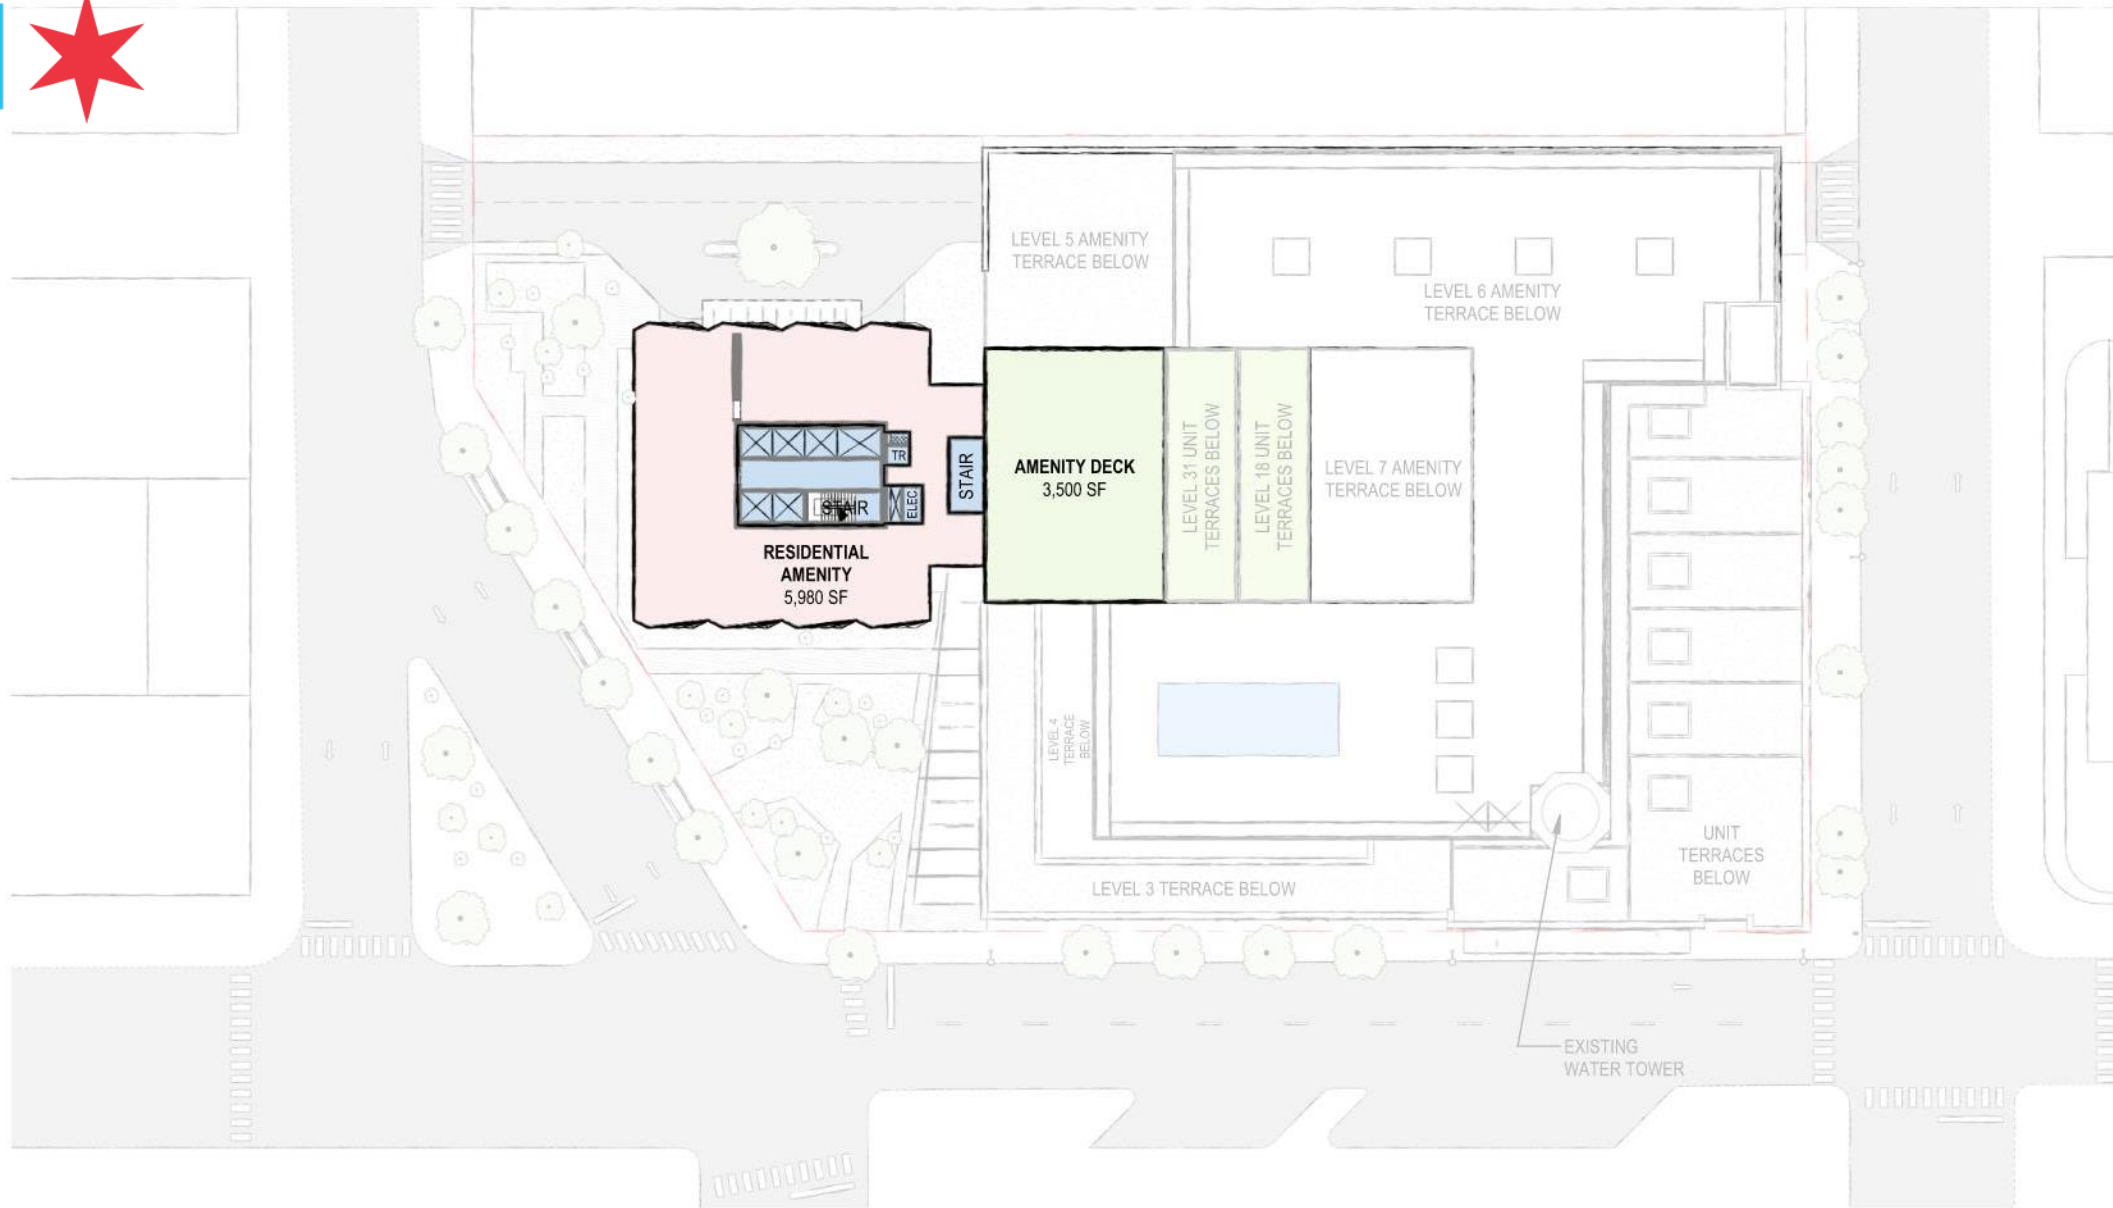 LEVEL 5 AMENITY
TERRACE BELOW
LEVEL 6 AMENITY
TERRACE BELOW
TR
STAIR
ELEC
STAIR
RESIDENTIAL
AMENITY
5,980 SF
AMENITY DECK
3,500 SF
LEVEL 31 UNIT
TERRACES BELOW
LEVEL 18 UNIT
TERRACES BELOW
LEVEL 7 AMENITY
TERRACE BELOW
LEVEL 4
TERRACE
BELOW
UNIT
TERRACES
BELOW
LEVEL 3 TERRACE BELOW
EXISTING
WATER TOWER